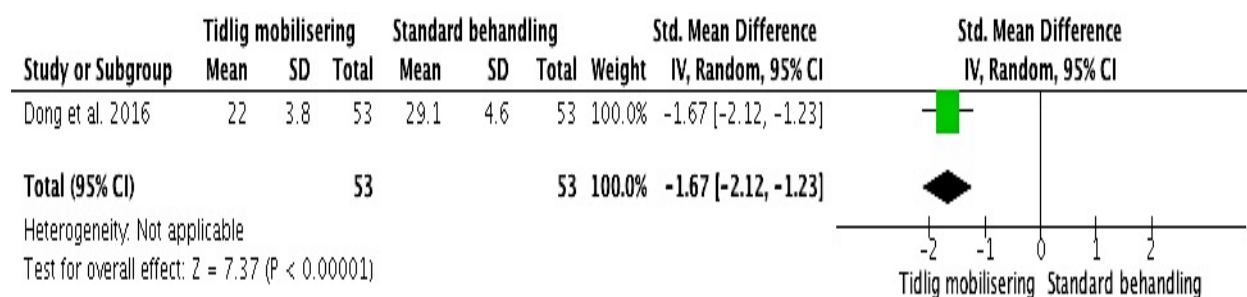 Tidlig mobilisering Standard behandling Std. Mean Difference Std. Mean Difference
Study or Subgroup Mean SD Total Mean SD Total Weight IV, Random, 95% CI IV, Random, 95% CI
Dong et al. 2016 22 3.8 53 29.1 4.6 53 100.0% -1.67 [-2.12, -1.23]
Total (95% CI) 53 53 100.0% -1.67 [-2.12, -1.23]
Heterogeneity: Not applicable
-2 -1 0 1 2
Test for overall effect: Z = 7.37 (P < 0.00001)
Tidlig mobilisering Standard behandling